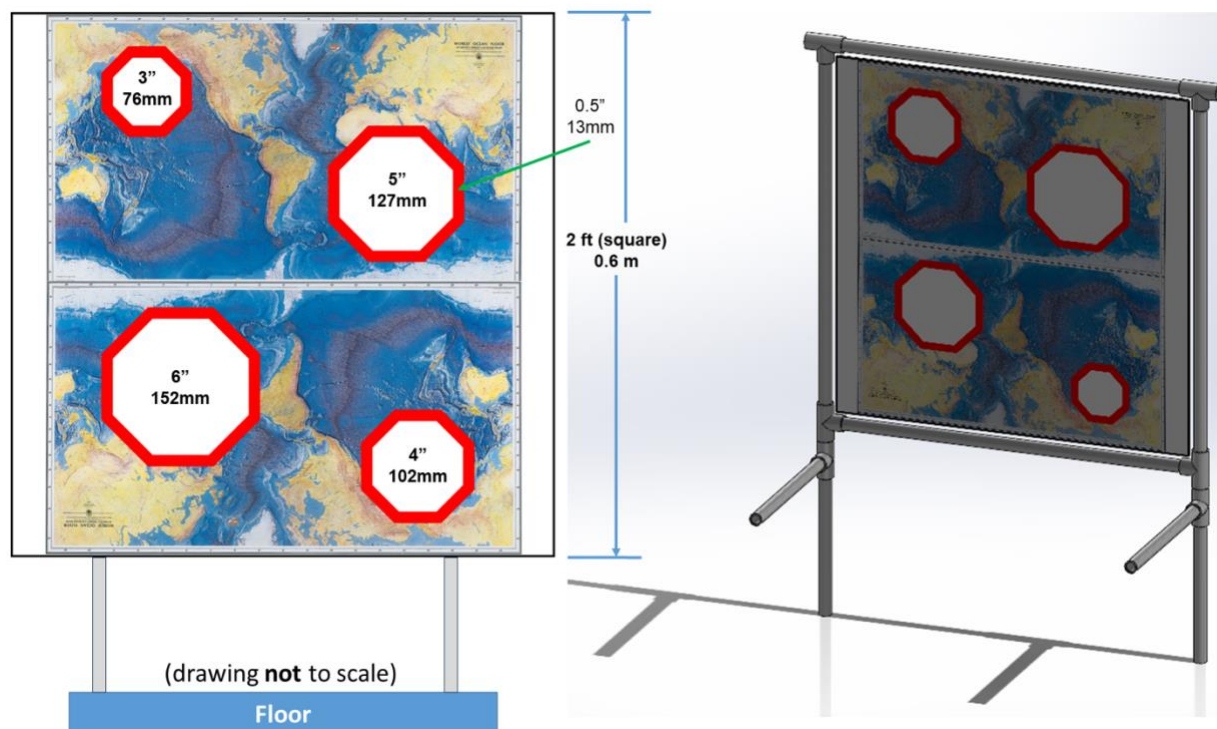 3”
76mm
5”
127mm
0.5”
13mm
2 ft (square)
0.6 m
6”
152mm
4”
102mm
(drawing not to scale)
Floor